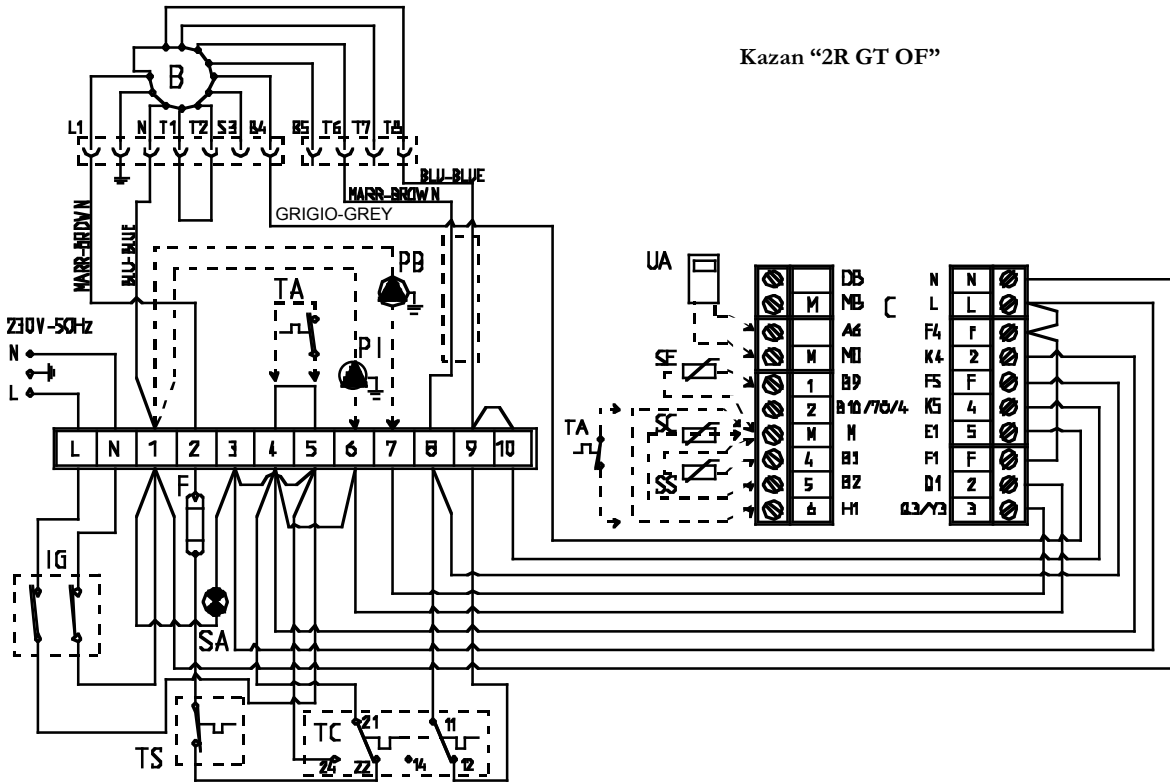 Kazan “2R GT OF”
B
L1 N T1 T2 S3 B4 B5 T6 T7 T8
BLU-BLUE
MARR-BROWN
GRIGIO-GREY
MARR-BROWN
BLU-BLUE
230V-50Hz
N
L
TA
PB
PI
UA
SF
SC
SS
TA
C
DB N N
M MB L L
A6 F4 F
M MD K4 2
1 B9 F5 F
2 B10/78/4 K5 4
M M E1 5
4 B1 F1 F
5 B2 Q1 2
6 H1 Q3/Y3 3
L N 1 2 3 4 5 6 7 8 9 10
F
IG
SA
TS
TC
21 11
24 22 14 12